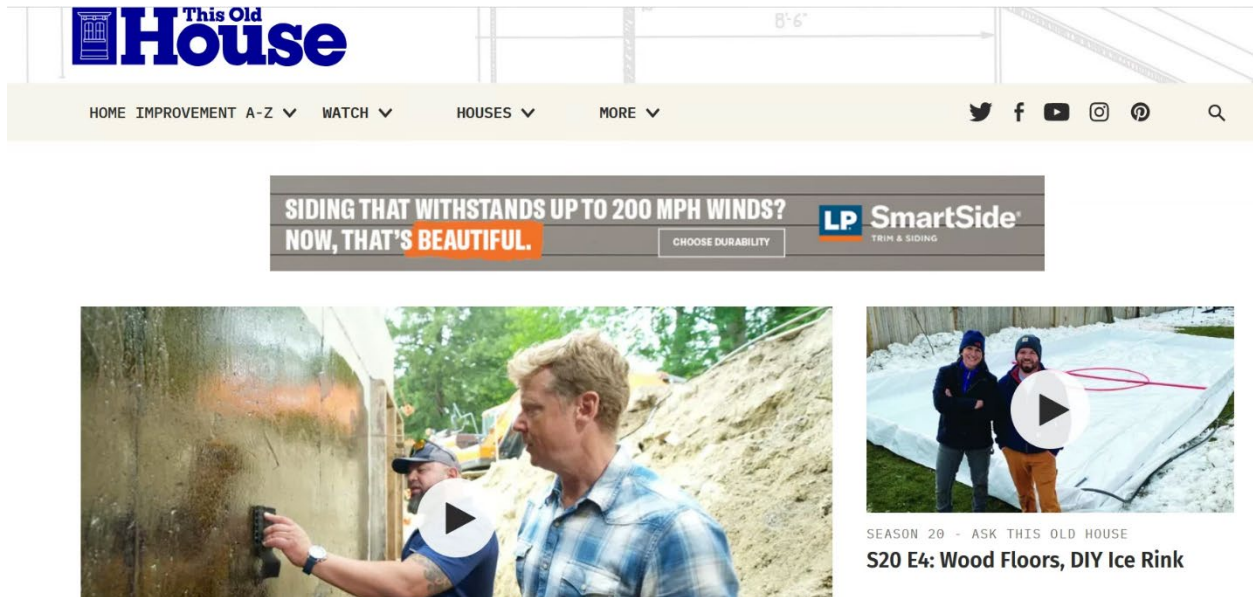 This Old
House
8'-6"
HOME IMPROVEMENT A-Z WATCH HOUSES MORE
SIDING THAT WITHSTANDS UP TO 200 MPH WINDS?
NOW, THAT'S BEAUTIFUL.
CHOOSE DURABILITY
LP SmartSide
TRIM & SIDING
SEASON 20 - ASK THIS OLD HOUSE
S20 E4: Wood Floors, DIY Ice Rink